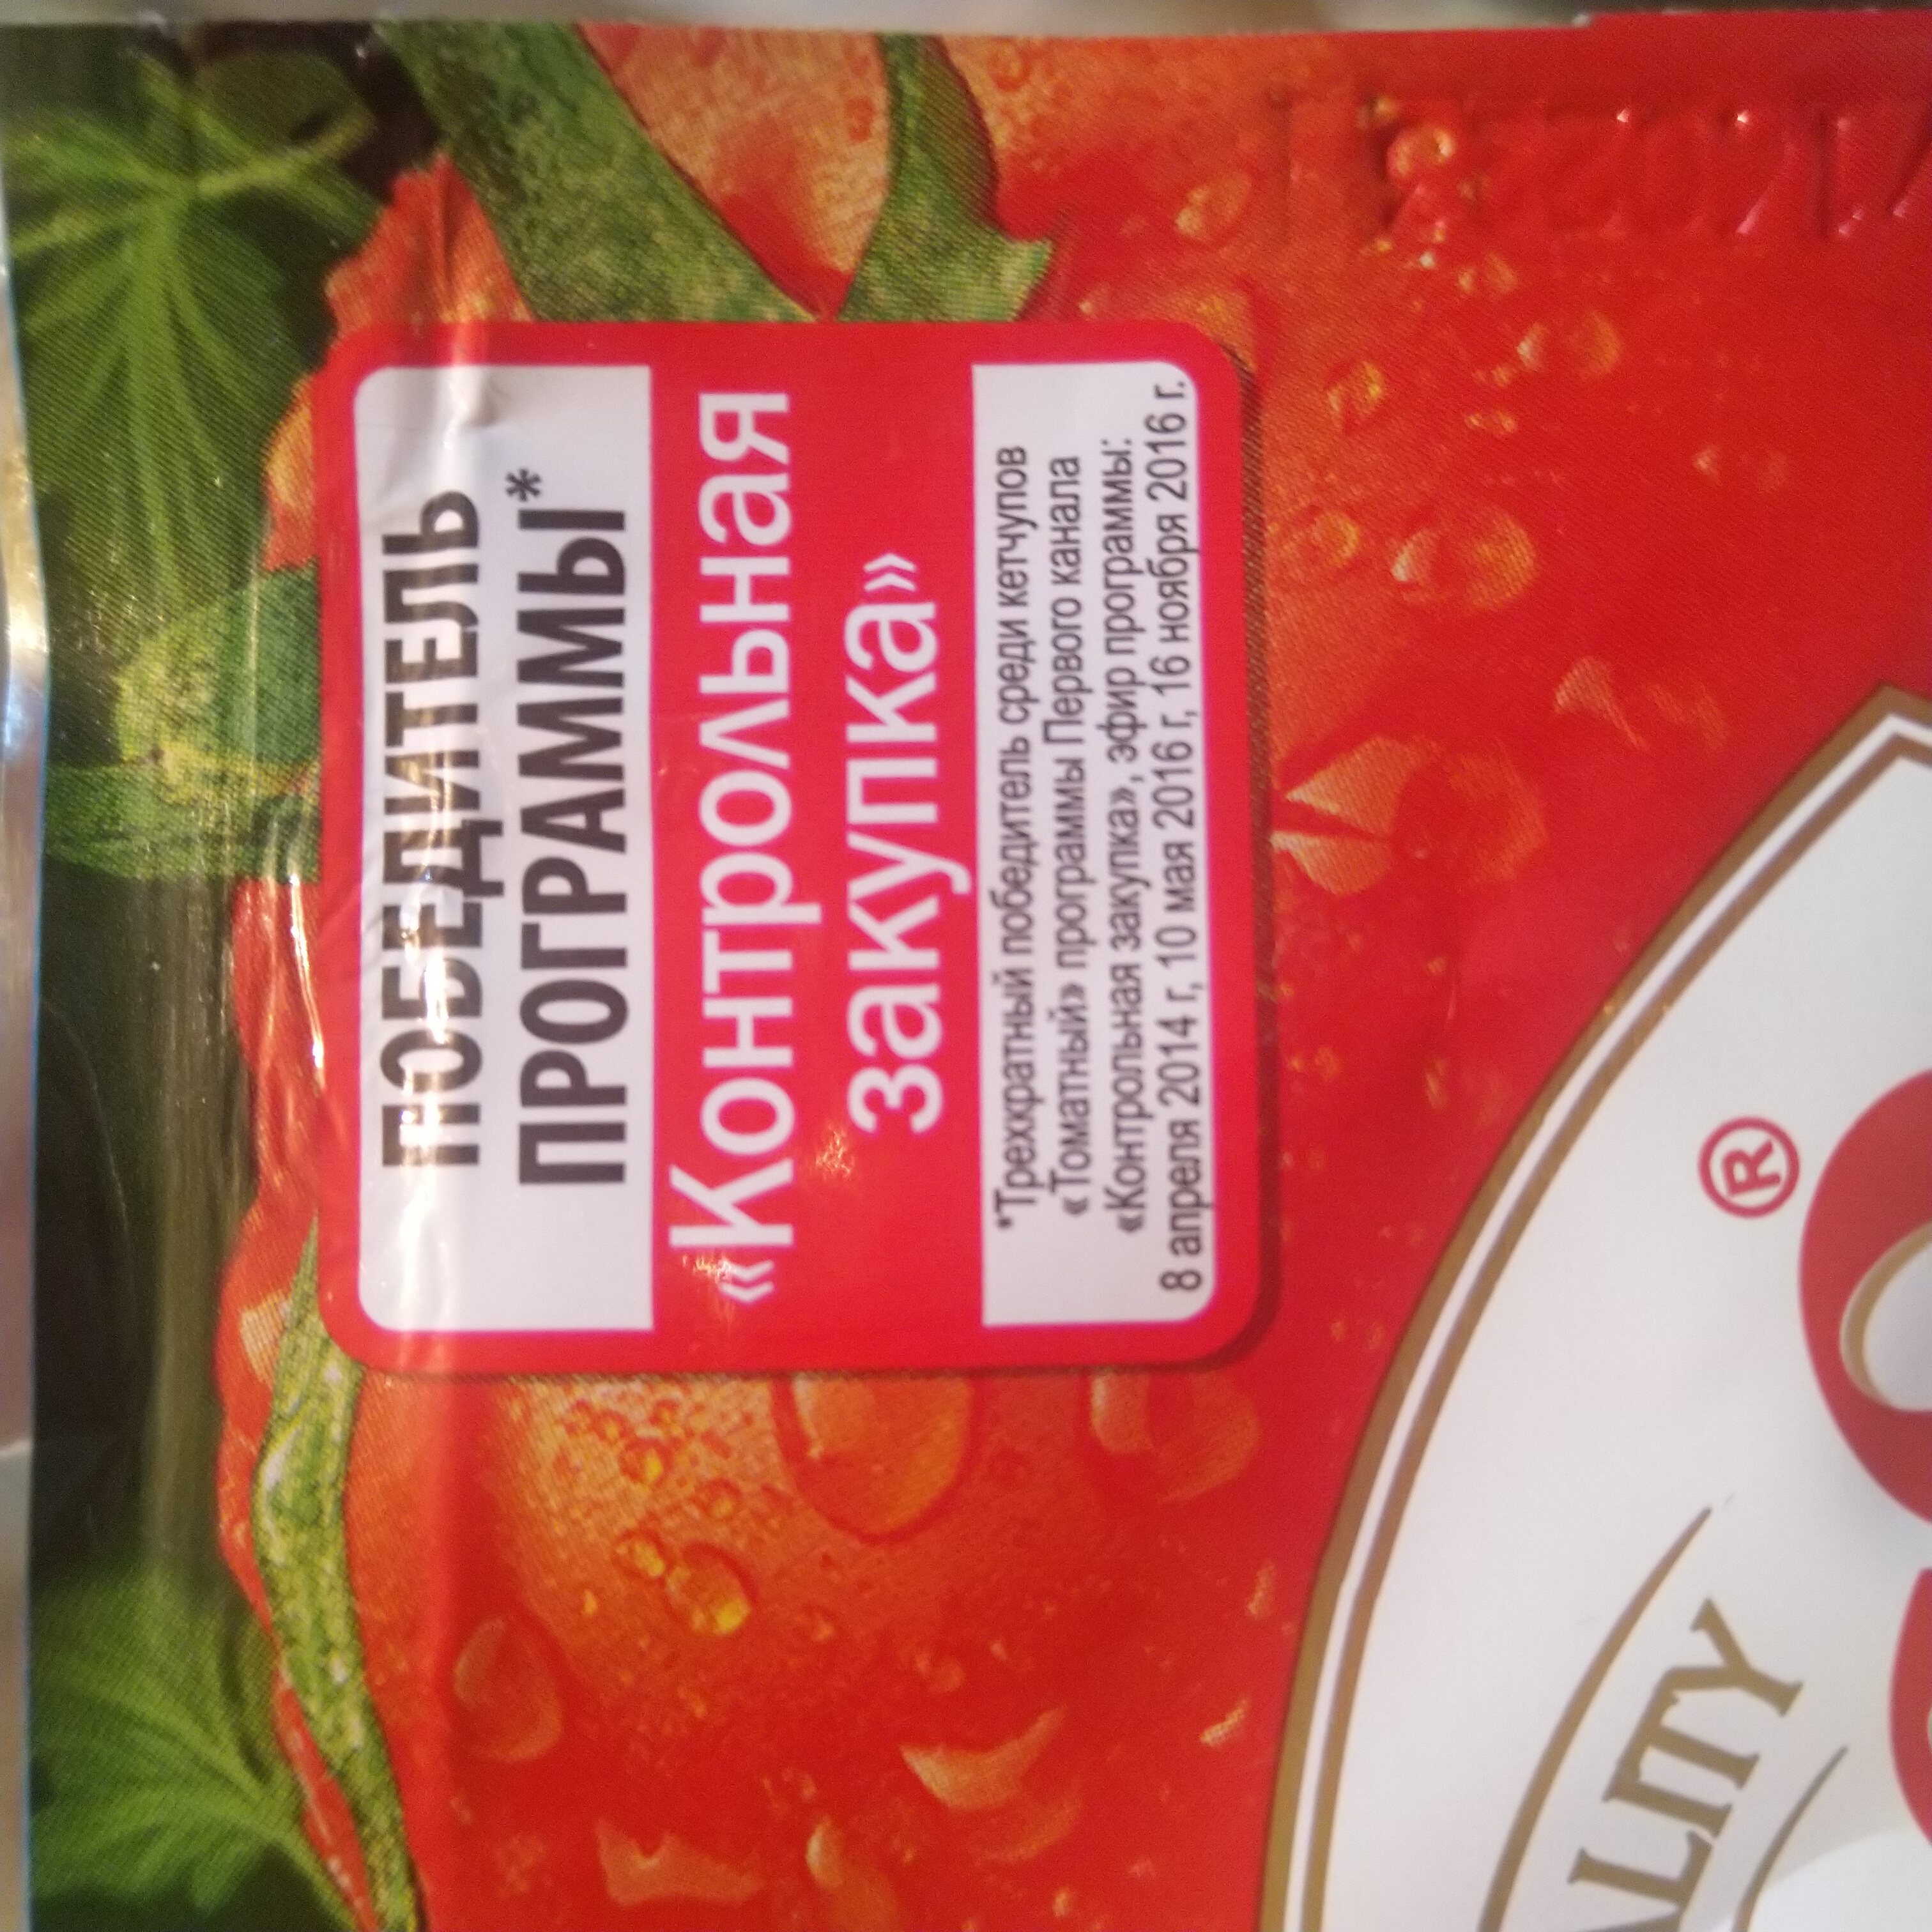 ПОБЕДИТЕЛЬ
ПРОГРАММЫ*
«Контрольная
закупка»
*Трехкратный победитель среди кетчупов
«Томатный» программы Первого канала
«Контрольная закупка», эфир программы:
8 апреля 2014 г, 10 мая 2016 г, 16 ноября 2016 г.
®
ALITY